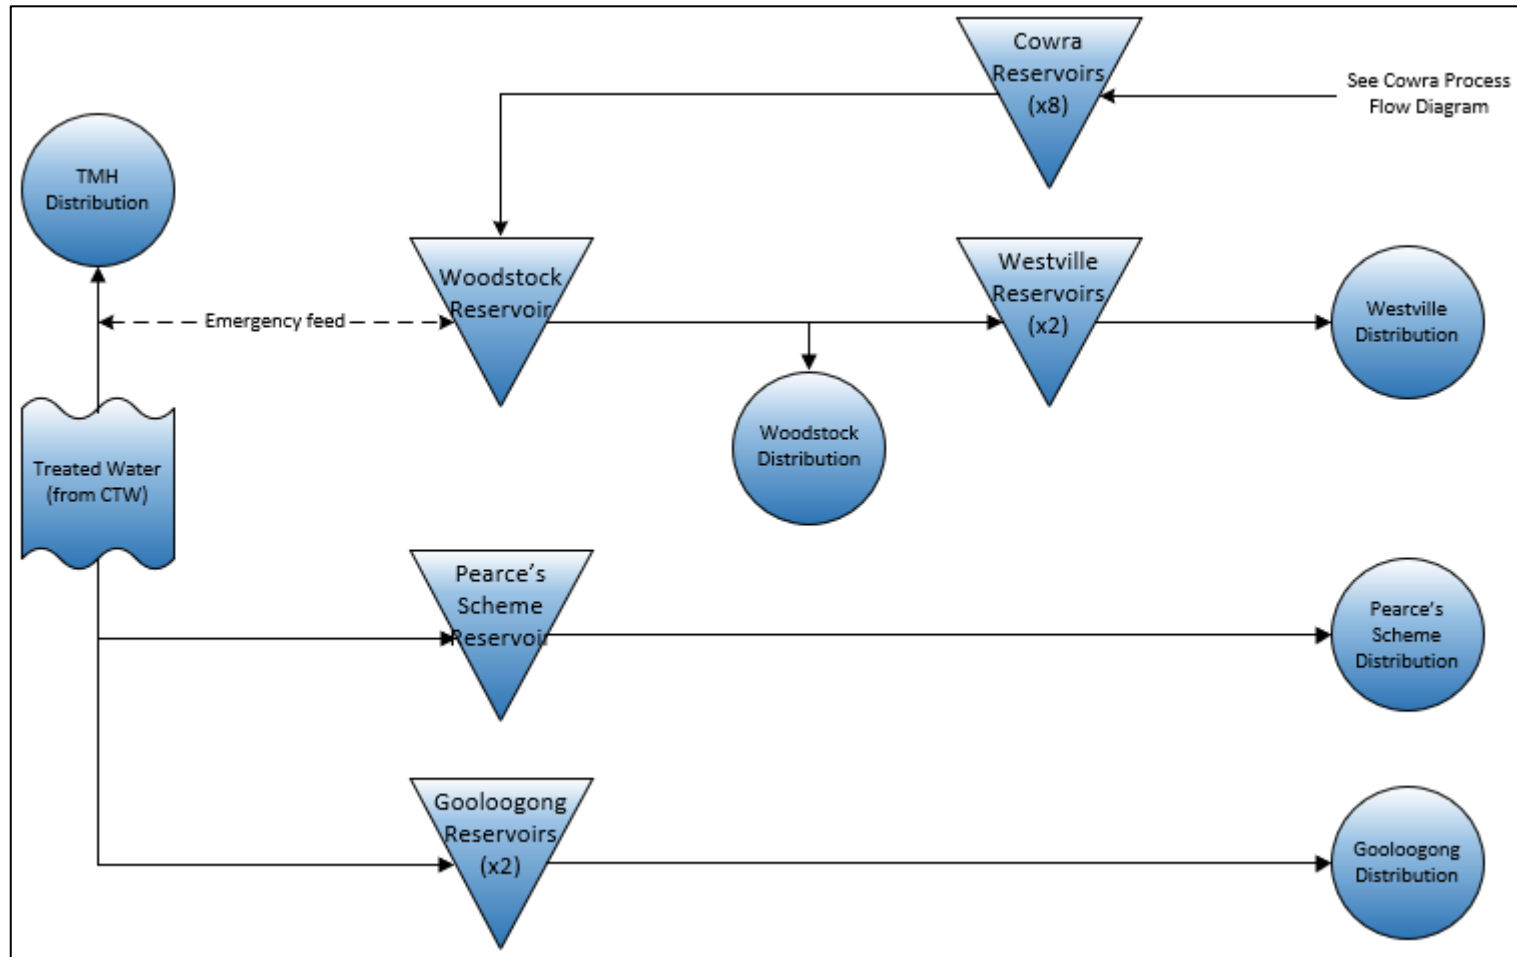 Cowra
Reservoirs
(x8)
See Cowra Process
Flow Diagram
TMH
Distribution
Woodstock
Reservoir
Westville
Reservoirs
(x2)
Westville
Distribution
Emergency feed
Woodstock
Distribution
Treated Water
(from CTW)
Pearce’s
Scheme
Reservoir
Pearce’s
Scheme
Distribution
Gooloogong
Reservoirs
(x2)
Gooloogong
Distribution